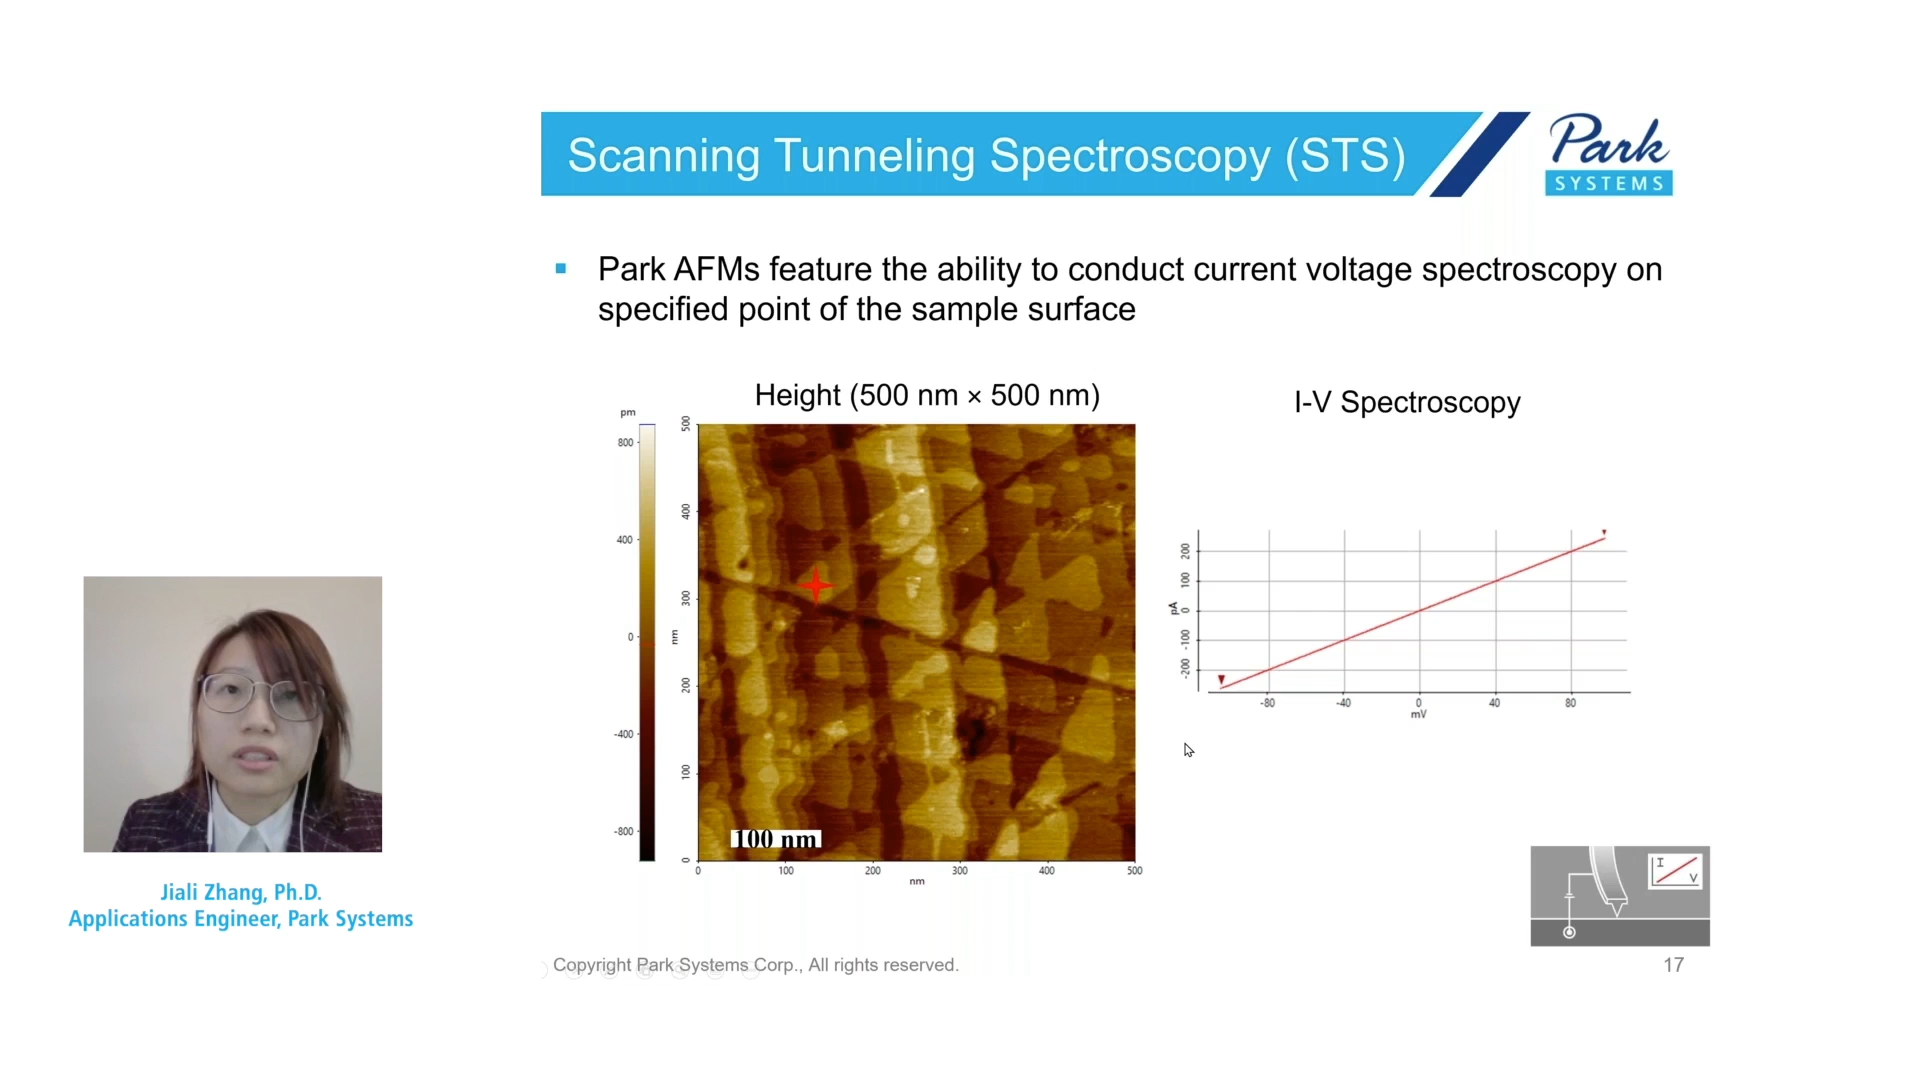 Scanning Tunneling Spectroscopy (STS)
Park
SYSTEMS
Park AFMs feature the ability to conduct current voltage spectroscopy on
specified point of the sample surface
Height (500 nm × 500 nm)
I-V Spectroscopy
pm
800
400
0
-400
-800
500
400
300
200
100
0
nm
100 nm
0 100 200 300 400 500
nm
200
100
0
-100
-200
pA
-80 -40 0 40 80
mV
I
V
Jiali Zhang, Ph.D.
Applications Engineer, Park Systems
Copyright Park Systems Corp., All rights reserved.
17